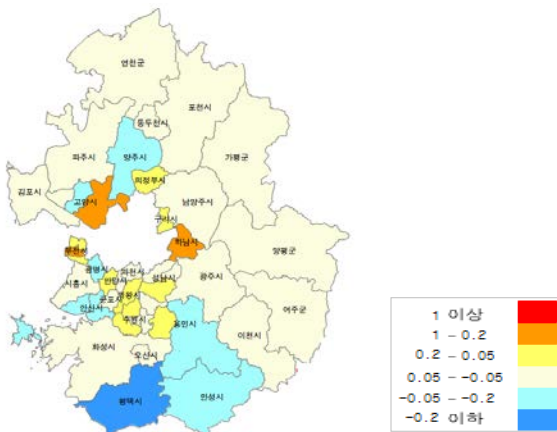 연천군
포천시
동두천시
파주시
양주시
가평군
의정부시
김포시
고양시
남양주시
구리시
부천시
하남시
양평군
광명시
과천시
시흥시
안양시
성남시
광주시
군포시
의왕시
여주군
안산시
수원시
용인시
이천시
화성시
오산시
평택시
안성시
1 이상
1 - 0.2
0.2 - 0.05
0.05 - -0.05
-0.05 - -0.2
-0.2 이하